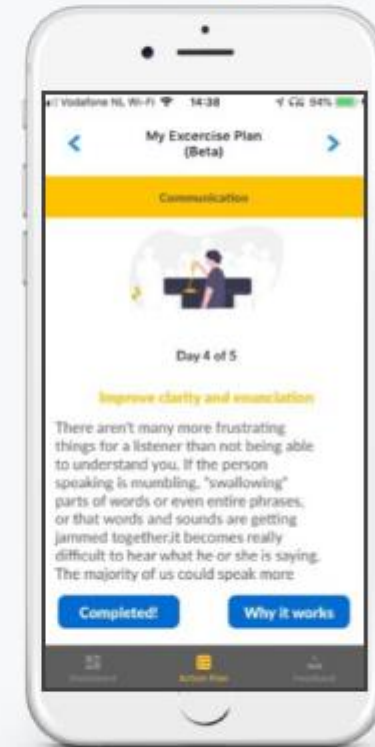 Vodafone NL Wi-Fi 14:38 94%
My Excercise Plan
(Beta)
Communication
Day 4 of 5
Improve clarity and enunciation
There aren't many more frustrating
things for a listener than not being able
to understand you. If the person
speaking is mumbling, "swallowing"
parts of words or even entire phrases,
or that words and sounds are getting
jammed together,it becomes really
difficult to hear what he or she is saying.
The majority of us could speak more
Completed!
Why it works
Dashboard
Action Plan
Feedback